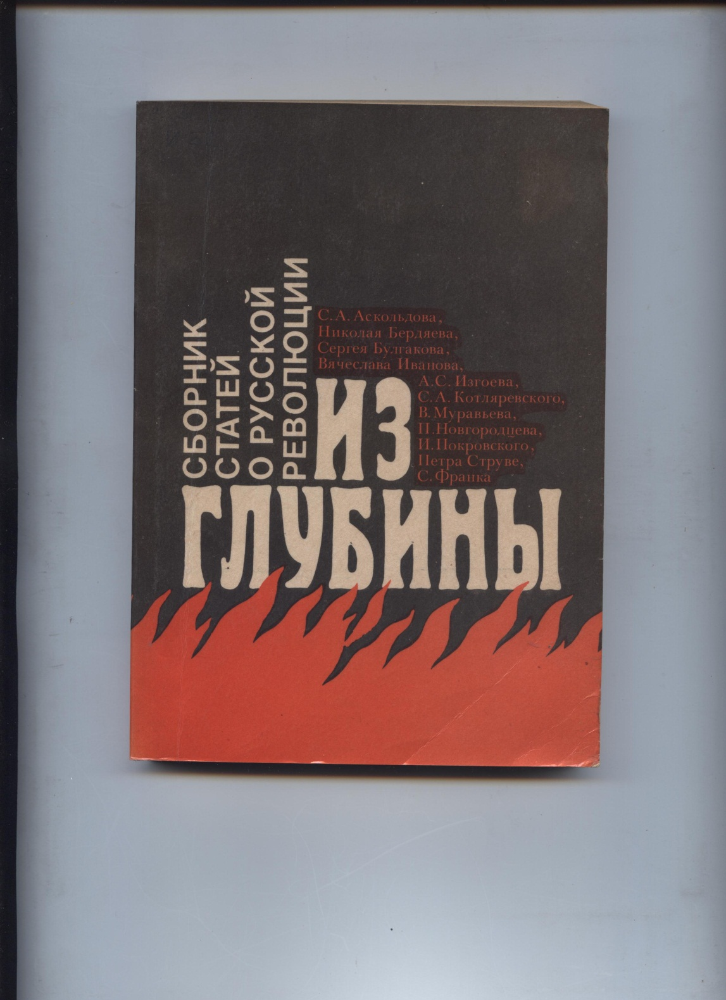 СБОРНИК
СТАТЕЙ
О РУССКОЙ
РЕВОЛЮЦИИ
С. А. Аскольдова,
Николая Бердяева,
Сергея Булгакова,
Вячеслава Иванова,
А. С. Изгоева,
С. А. Котляревского,
В. Муравьева,
П. Новгородцева,
И. Покровского,
Петра Струве,
С. Франка
ИЗ
ГЛУБИНЫ